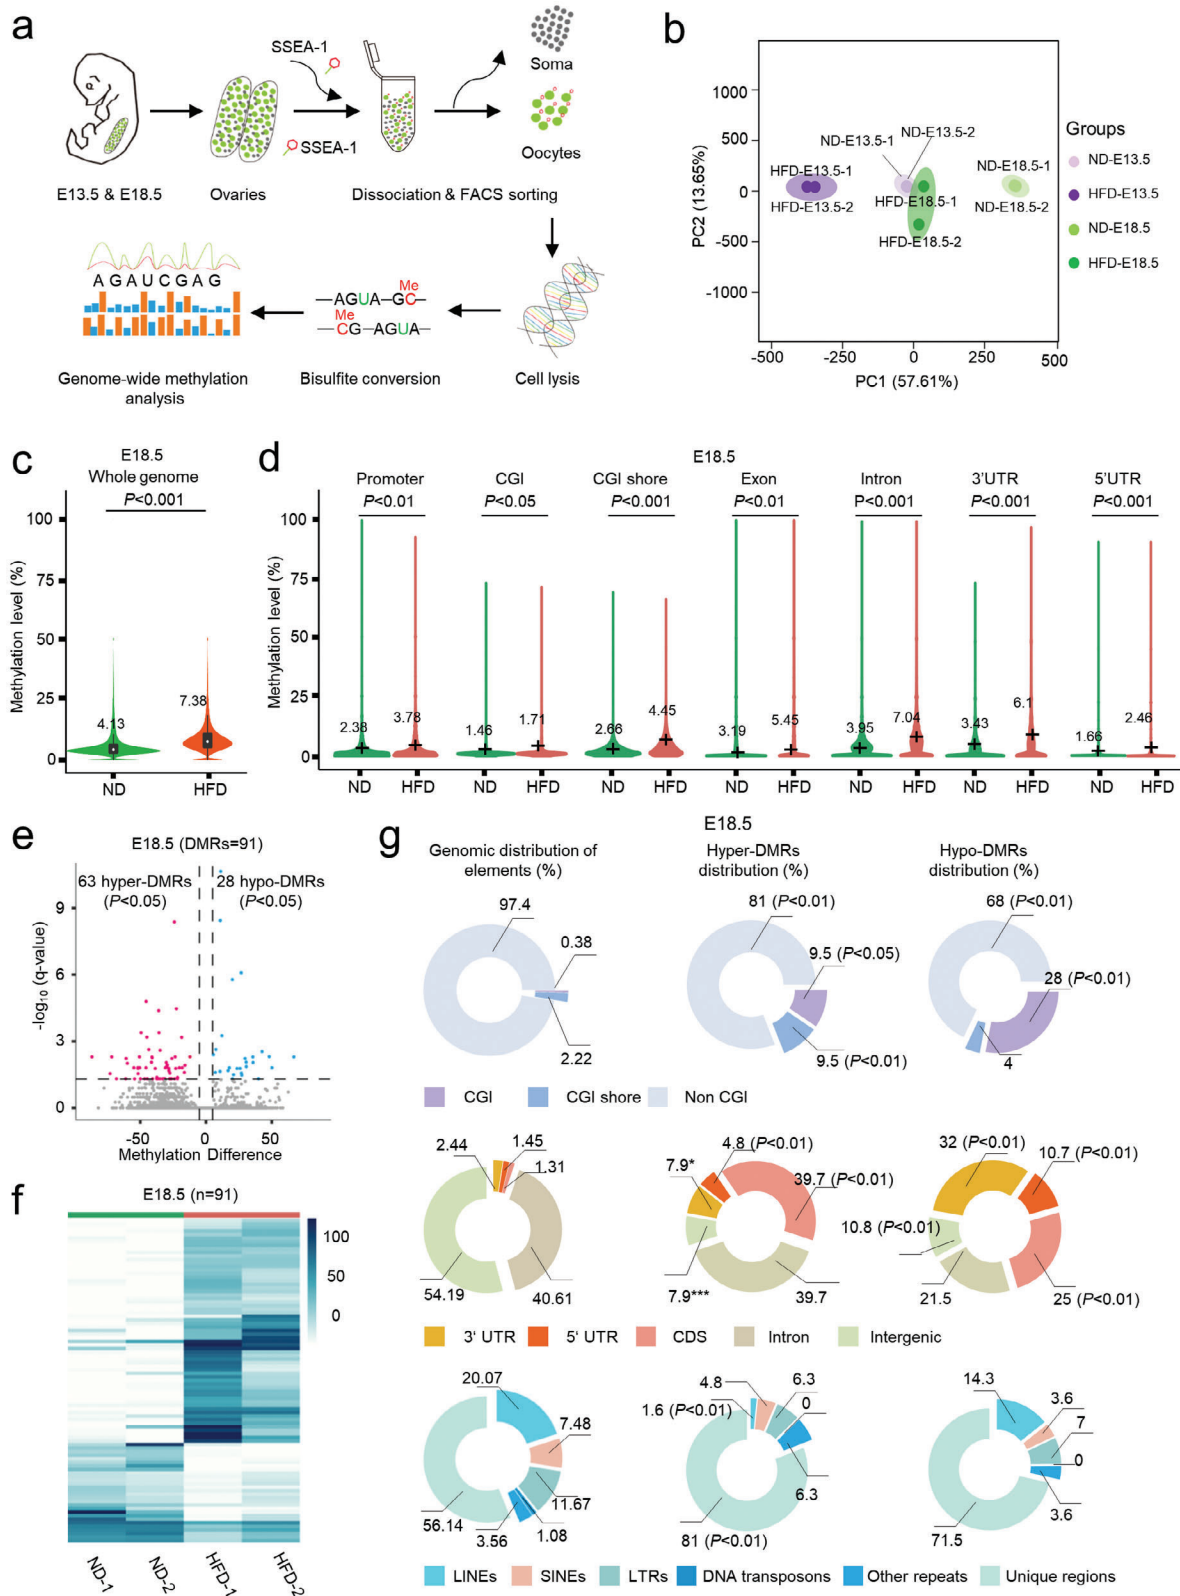 a
SSEA-1
SSEA-1
Soma
Oocytes
E13.5 & E18.5
Ovaries
Dissociation & FACS sorting
AGAUCGAG
Me
AGUA GC
Me
CG AGUA
Genome-wide methylation
analysis
Bisulfite conversion
Cell lysis
b
PC2 (13.65%)
1000
500
0
-500
-1000
-500
-250
0
250
500
PC1 (57.61%)
HFD-E13.5-1
HFD-E13.5-2
ND-E13.5-1
ND-E13.5-2
HFD-E18.5-1
HFD-E18.5-2
ND-E18.5-1
ND-E18.5-2
Groups
ND-E13.5
HFD-E13.5
ND-E18.5
HFD-E18.5
c
E18.5
Whole genome
P<0.001
Methylation level (%)
100
75
50
25
0
4.13
7.38
ND
HFD
d
E18.5
Methylation level (%)
100
75
50
25
0
Promoter
P<0.01
2.38
3.78
ND HFD
CGI
P<0.05
1.46
1.71
ND HFD
CGI shore
P<0.001
2.66
4.45
ND HFD
Exon
P<0.01
3.19
5.45
ND HFD
Intron
P<0.001
3.95
7.04
ND HFD
3'UTR
P<0.001
3.43
6.1
ND HFD
5'UTR
P<0.001
1.66
2.46
ND HFD
e
E18.5 (DMRs=91)
63 hyper-DMRs
(P<0.05)
28 hypo-DMRs
(P<0.05)
-log10 (q-value)
9
6
3
0
-50
0
50
Methylation Difference
f
E18.5 (n=91)
100
50
0
ND-1
ND-2
HFD-1
HFD-2
g
E18.5
Genomic distribution of
elements (%)
Hyper-DMRs
distribution (%)
Hypo-DMRs
distribution (%)
97.4
0.38
2.22
81 (P<0.01)
9.5 (P<0.05)
9.5 (P<0.01)
68 (P<0.01)
28 (P<0.01)
4
CGI
CGI shore
Non CGI
2.44
1.45
1.31
54.19
40.61
4.8 (P<0.01)
7.9*
39.7 (P<0.01)
7.9***
39.7
32 (P<0.01)
10.7 (P<0.01)
10.8 (P<0.01)
21.5
25 (P<0.01)
3' UTR
5' UTR
CDS
Intron
Intergenic
20.07
7.48
11.67
1.08
3.56
56.14
4.8
6.3
1.6 (P<0.01)
0
6.3
81 (P<0.01)
14.3
3.6
7
0
3.6
71.5
LINEs
SINEs
LTRs
DNA transposons
Other repeats
Unique regions